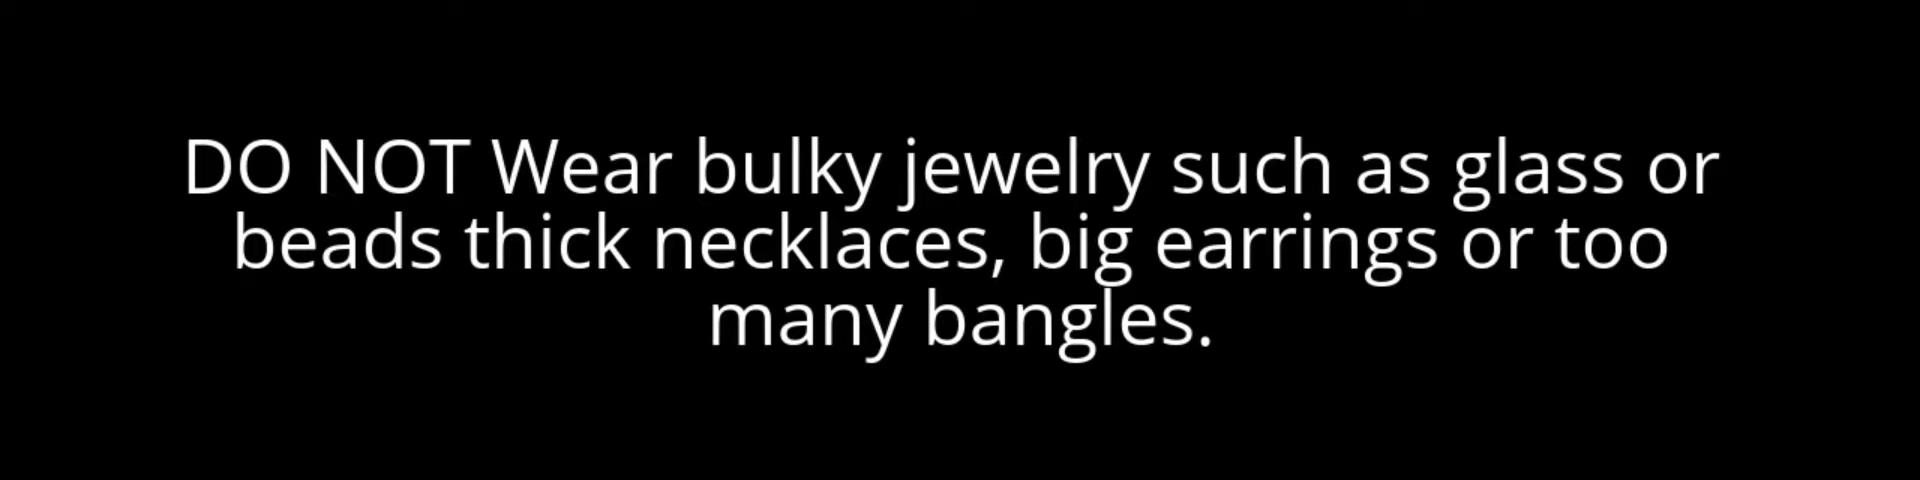 DO NOT Wear bulky jewelry such as glass or
beads thick necklaces, big earrings or too
many bangles.